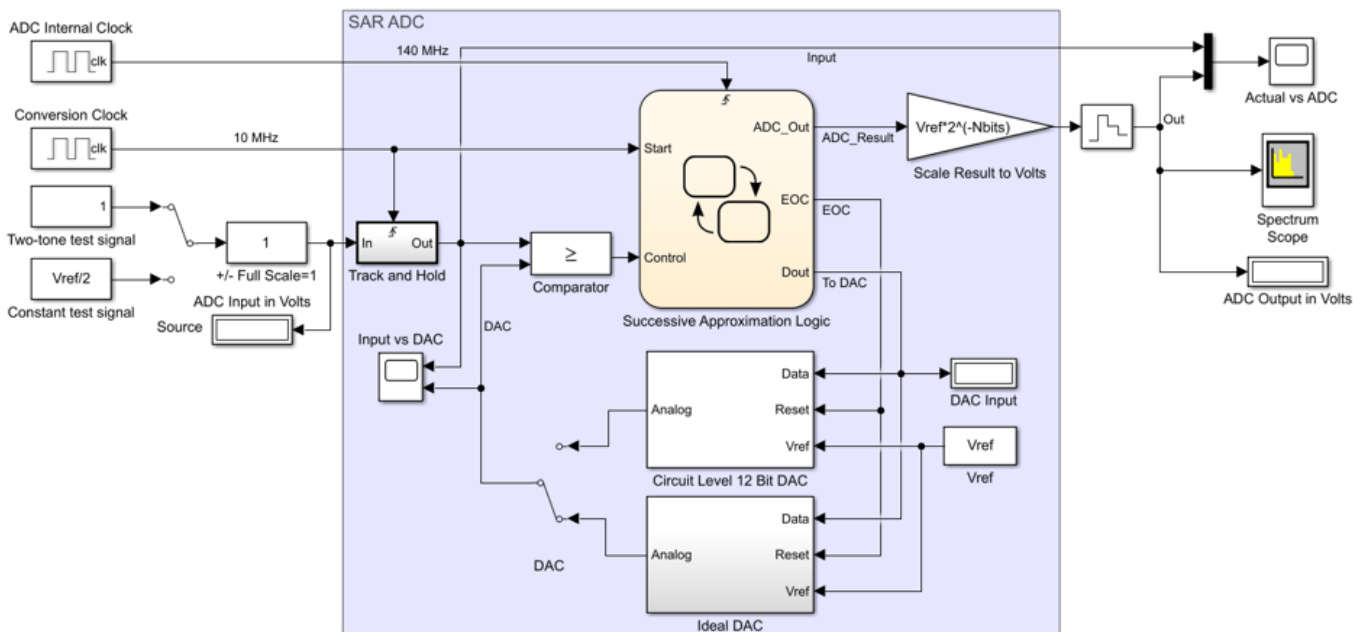 SAR ADC
ADC Internal Clock
clk
140 MHz
Input
Actual vs ADC
Conversion Clock
clk
10 MHz
Start
ADC_Out
ADC_Result
Vref*2^(-Nbits)
Scale Result to Volts
Out
1
Two-tone test signal
1
+/- Full Scale=1
In
Out
Track and Hold
≥
Comparator
Control
EOC
EOC
Dout
To DAC
Successive Approximation Logic
Spectrum
Scope
ADC Output in Volts
Vref/2
Constant test signal
ADC Input in Volts
Source
Input vs DAC
DAC
Data
Analog
Reset
Vref
Circuit Level 12 Bit DAC
DAC Input
Vref
Vref
Data
Analog
Reset
Vref
DAC
Ideal DAC